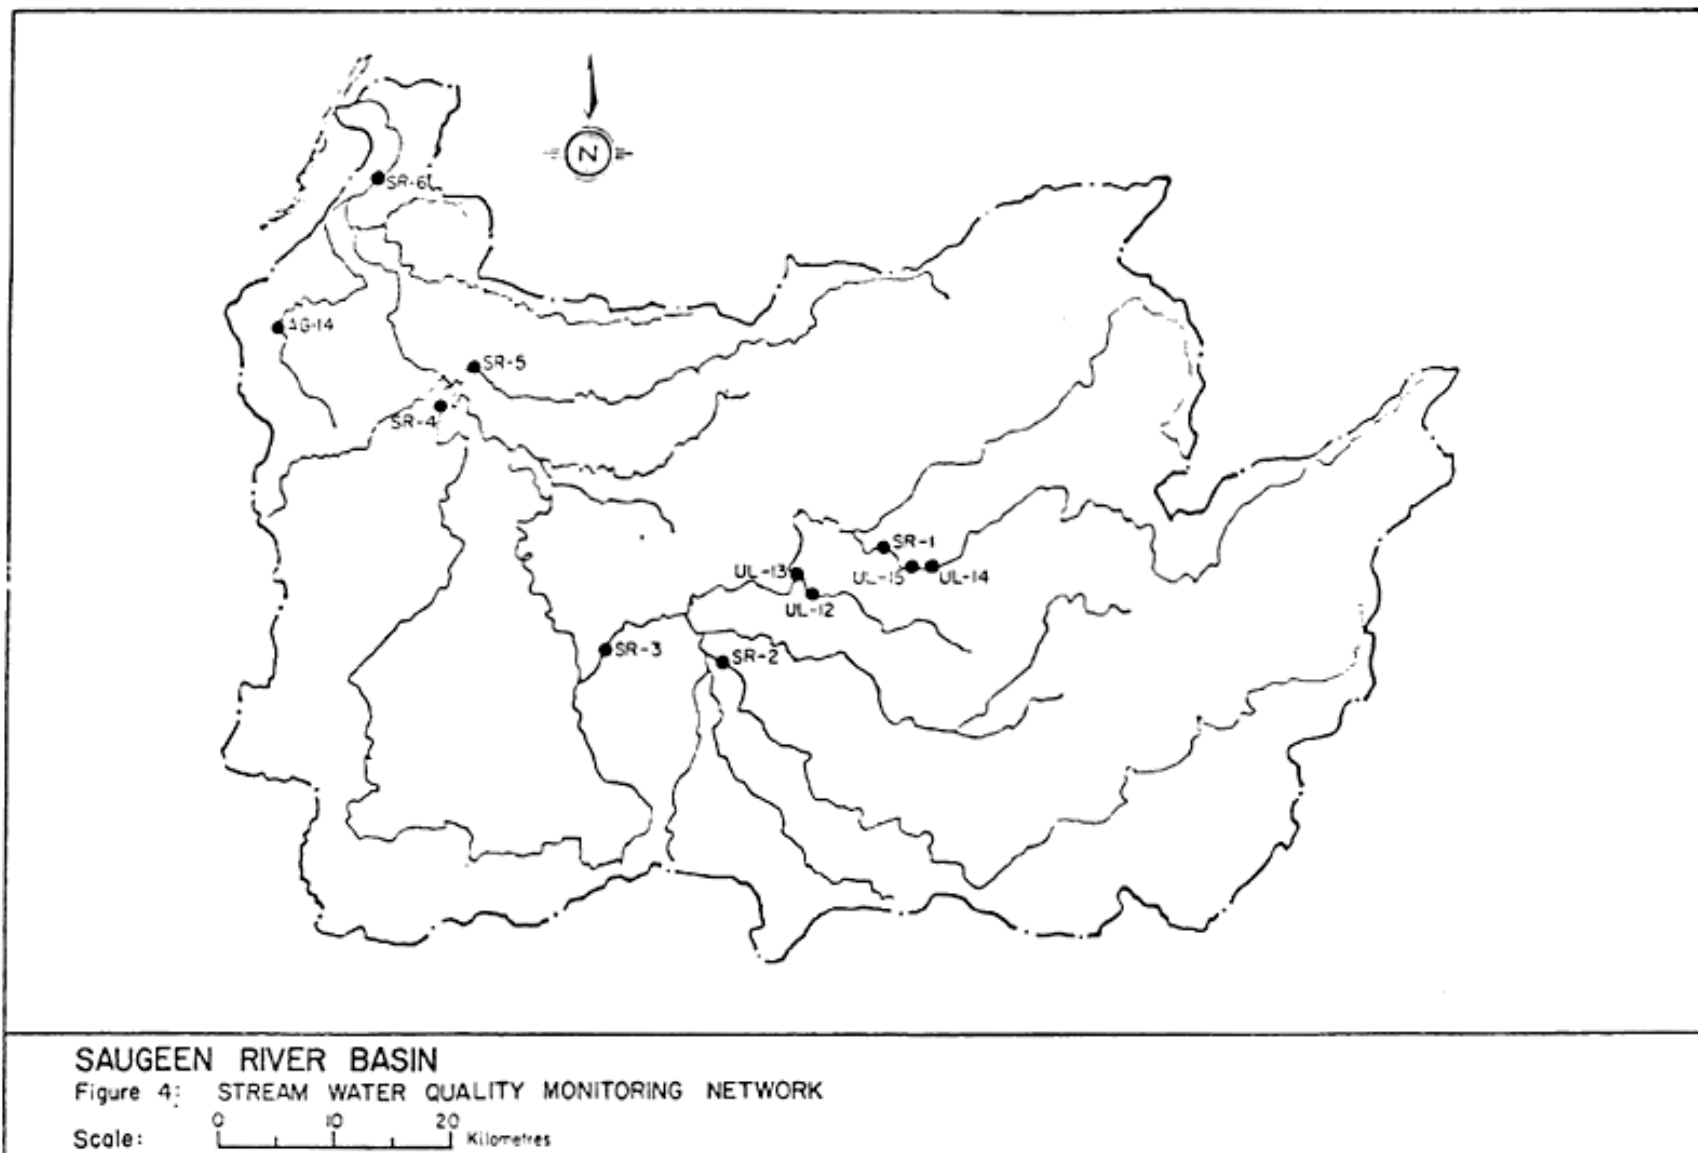 N
SR-6
AG-14
SR-5
SR-4
SR-1
UL-13
UL-15
UL-14
UL-12
SR-3
SR-2
SAUGEEN RIVER BASIN
Figure 4: STREAM WATER QUALITY MONITORING NETWORK
0 10 20
Scale: Kilometres